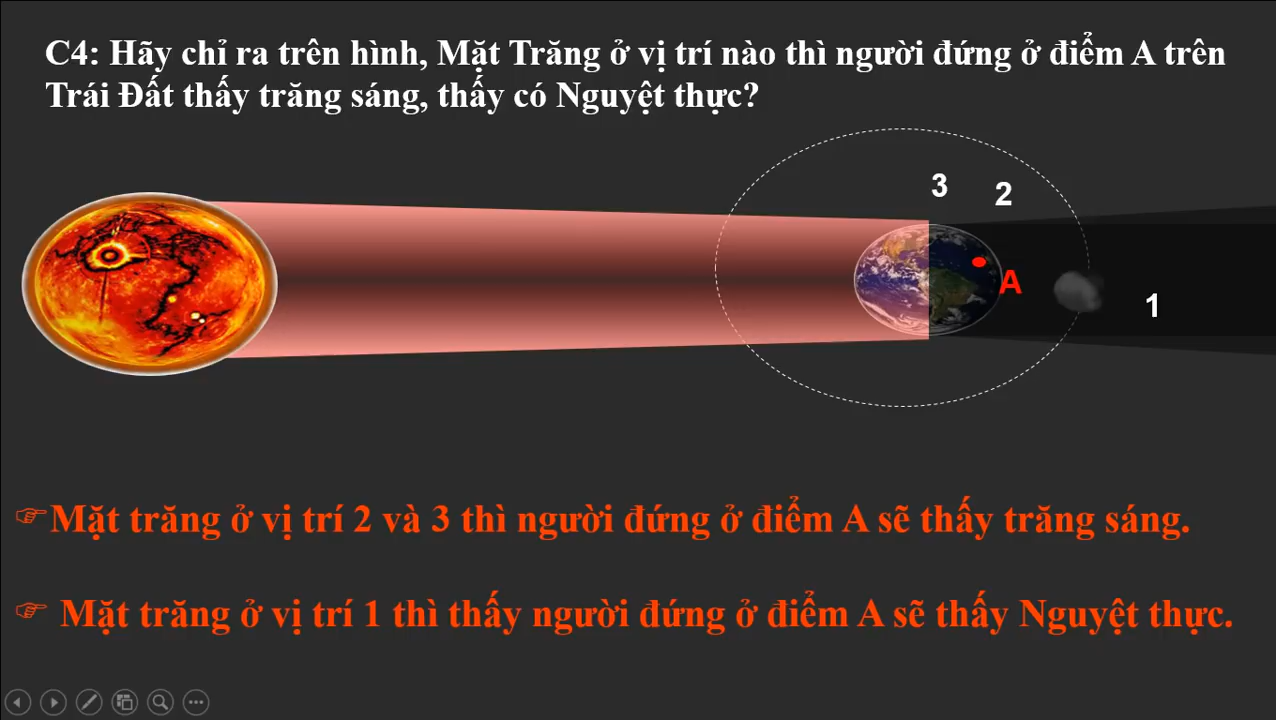 C4: Hãy chỉ ra trên hình, Mặt Trăng ở vị trí nào thì người đứng ở điểm A trên
Trái Đất thấy trăng sáng, thấy có Nguyệt thực?
3
2
A
1
☞Mặt trăng ở vị trí 2 và 3 thì người đứng ở điểm A sẽ thấy trăng sáng.
☞ Mặt trăng ở vị trí 1 thì thấy người đứng ở điểm A sẽ thấy Nguyệt thực.